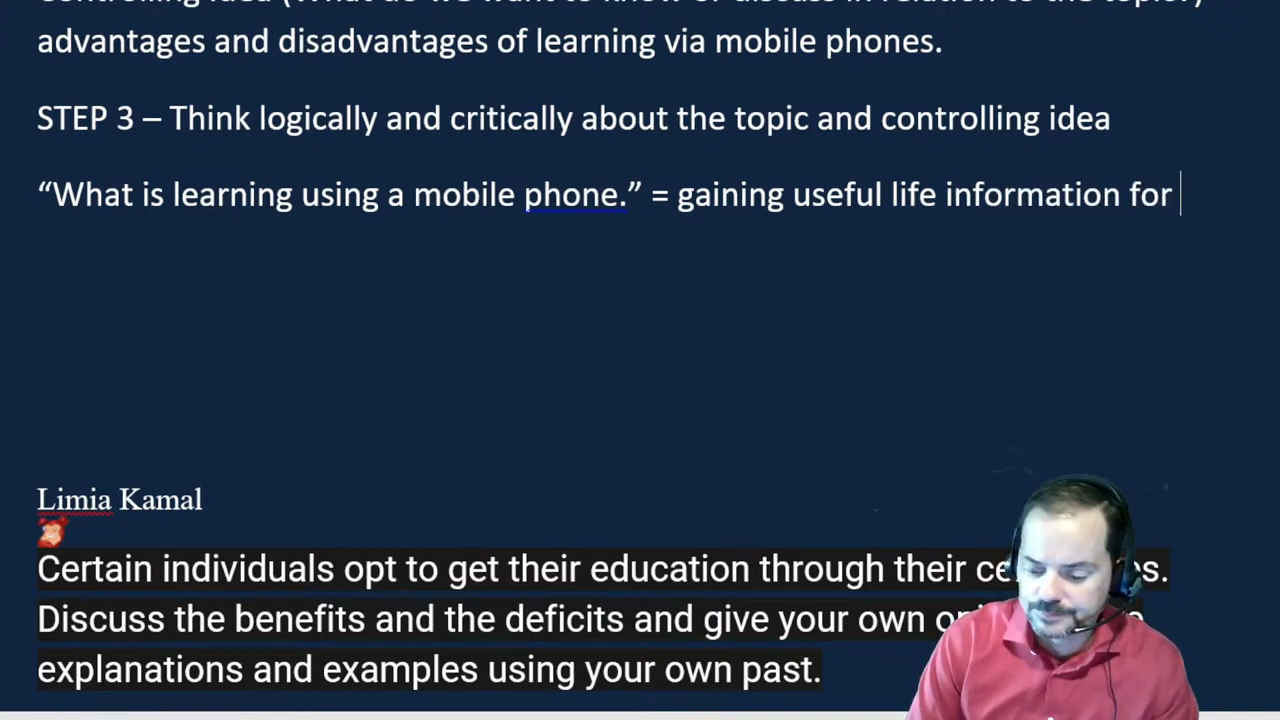 advantages and disadvantages of learning via mobile phones.
STEP 3 – Think logically and critically about the topic and controlling idea
“What is learning using a mobile phone.” = gaining useful life information for
Limia Kamal
Certain individuals opt to get their education through their
Discuss the benefits and the deficits and give your own
explanations and examples using your own past.